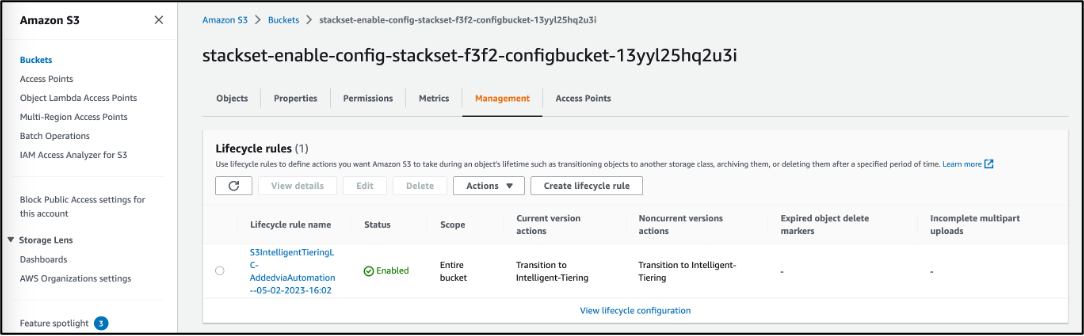 Amazon S3
Buckets
Access Points
Object Lambda Access Points
Multi-Region Access Points
Batch Operations
IAM Access Analyzer for S3
Block Public Access settings for
this account
Storage Lens
Dashboards
AWS Organizations settings
Feature spotlight 3
Amazon S3 > Buckets > stackset-enable-config-stackset-f3f2-configbucket-13yyl25hq2u3i
stackset-enable-config-stackset-f3f2-configbucket-13yyl25hq2u3i
Objects Properties Permissions Metrics Management Access Points
Lifecycle rules (1)
Use lifecycle rules to define actions you want Amazon S3 to take during an object's lifetime such as transitioning objects to another storage class, archiving them, or deleting them after a specified period of time. Learn more
View details Edit Delete Actions Create lifecycle rule
Lifecycle rule name Status Scope Current version actions Noncurrent versions actions Expired object delete markers Incomplete multipart uploads
S3IntelligentTieringL
C-
AddedviaAutomation
--05-02-2023-16:02
Enabled
Entire
bucket
Transition to
Intelligent-Tiering
Transition to Intelligent-
Tiering
-
-
View lifecycle configuration